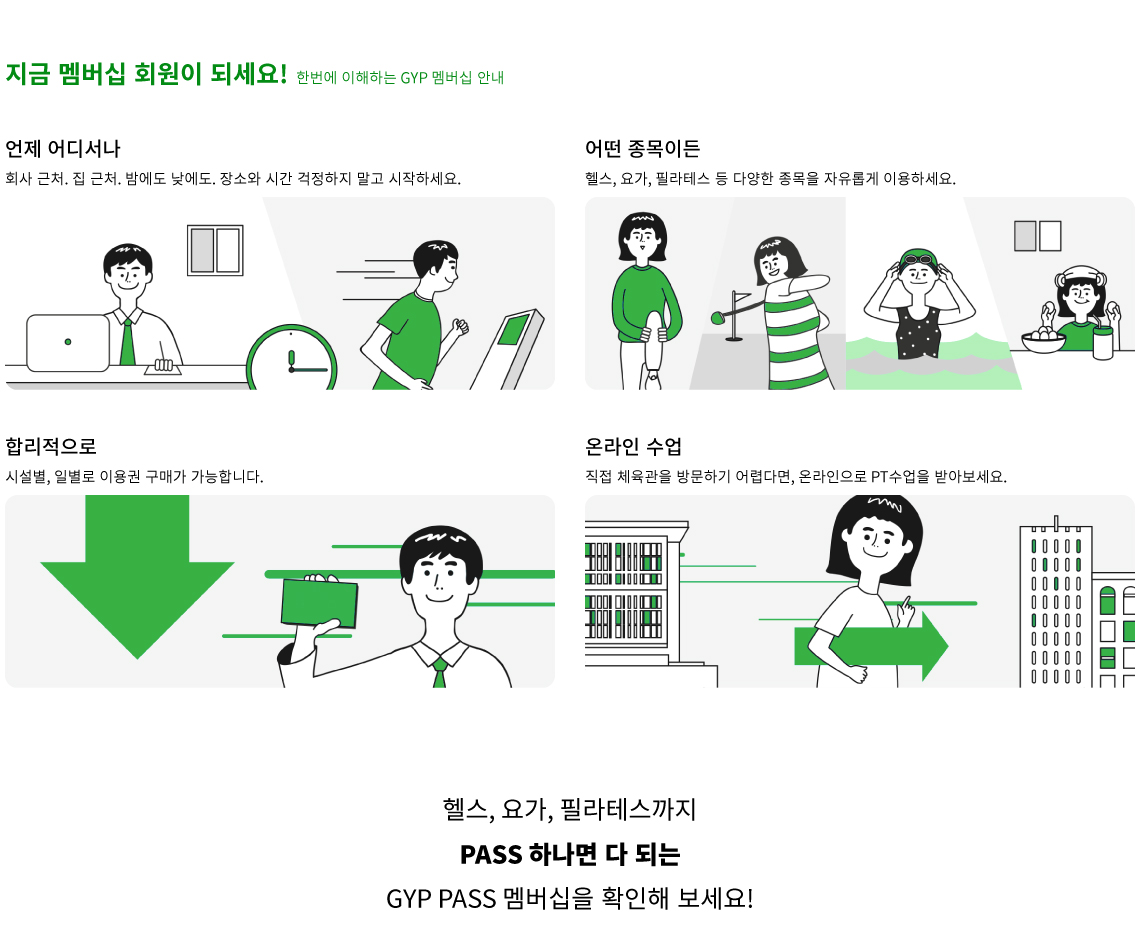 지금 멤버십 회원이 되세요! 한번에 이해하는 GYP 멤버십 안내
언제 어디서나
회사 근처. 집 근처. 밤에도 낮에도. 장소와 시간 걱정하지 말고 시작하세요.
어떤 종목이든
헬스, 요가, 필라테스 등 다양한 종목을 자유롭게 이용하세요.
합리적으로
시설별, 일별로 이용권 구매가 가능합니다.
온라인 수업
직접 체육관을 방문하기 어렵다면, 온라인으로 PT수업을 받아보세요.
헬스, 요가, 필라테스까지
PASS 하나면 다 되는
GYP PASS 멤버십을 확인해 보세요!